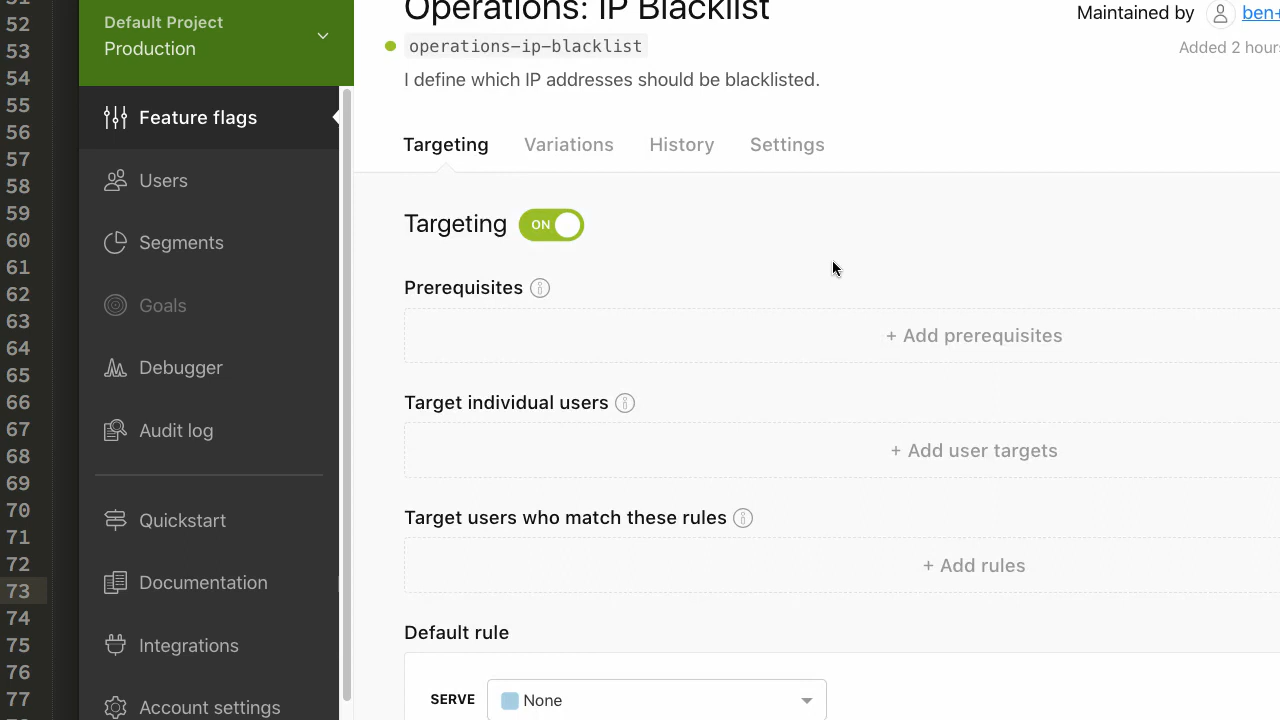 52
53
54
55
56
57
58
59
60
61
62
63
64
65
66
67
68
69
70
71
72
73
74
75
76
77
Default Project
Production
Feature flags
Users
Segments
Goals
Debugger
Audit log
Quickstart
Documentation
Integrations
Account settings
Operations: IP Blacklist
Maintained by ben+
operations-ip-blacklist
Added 2 hours
I define which IP addresses should be blacklisted.
Targeting Variations History Settings
Targeting ON
Prerequisites
+ Add prerequisites
Target individual users
+ Add user targets
Target users who match these rules
+ Add rules
Default rule
SERVE None